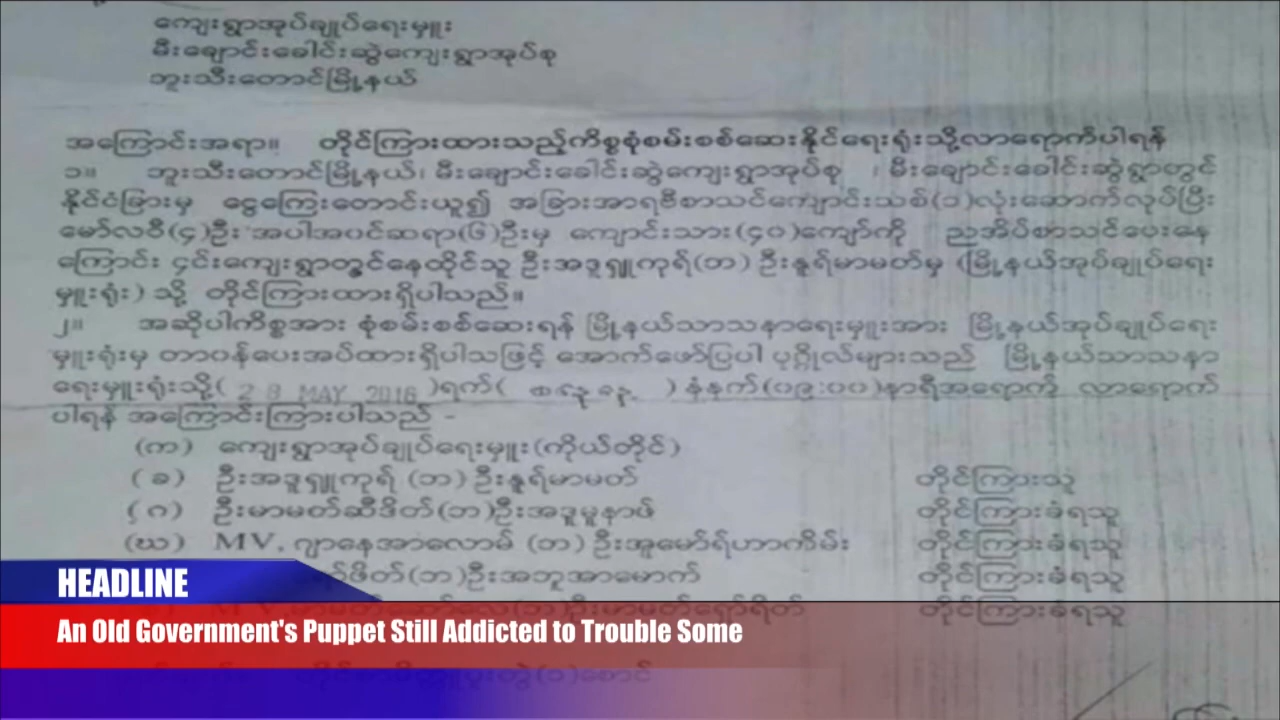 ကျေးရွာအုပ်ချုပ်ရေးမှူး
မီးချောင်းခေါင်းဆွဲကျေးရွာအုပ်စု
ဘူးသီးတောင်မြို့နယ်
အကြောင်းအရာ။ တိုင်ကြားထားသည့်ကိစ္စစုံစမ်းစစ်ဆေးနိုင်ရေးရုံးသို့လာရောက်ပါရန်
၁။ ဘူးသီးတောင်မြို့နယ်၊ မီးချောင်းခေါင်းဆွဲကျေးရွာအုပ်စု ၊ မီးချောင်းခေါင်းဆွဲရွာတွင်
နိုင်ငံခြားမှ ငွေကြေးတောင်းယူ၍ အခြားအာရဗီစာသင်ကျောင်းသစ်(၁)လုံးဆောက်လုပ်ပြီး
မော်လဗီ(၄)ဦး အပါအဝင်ဆရာ(၆)ဦးမှ ကျောင်းသား(၄၀)ကျော်ကို ညအိပ်စာသင်ပေးနေ
ကြောင်း ၄င်းကျေးရွာတွင်နေထိုင်သူ ဦးအဒူရှူကုရ်(ဘ) ဦးနူရ်မာမတ်မှ (မြို့နယ်အုပ်ချုပ်ရေး
မှူးရုံး) သို့ တိုင်ကြားထားရှိပါသည်။
၂။ အဆိုပါကိစ္စအား စုံစမ်းစစ်ဆေးရန် မြို့နယ်သာသနာရေးမှူးအား မြို့နယ်အုပ်ချုပ်ရေး
မှူးရုံးမှ တာဝန်ပေးအပ်ထားရှိပါသဖြင့် အောက်ဖော်ပြပါ ပုဂ္ဂိုလ်များသည် မြို့နယ်သာသနာ
ရေးမှူးရုံးသို့( 28 MAY 2018 )ရက်( စနေနေ့ ) နံနက်(၀၉:၀၀)နာရီအရောက် လာရောက်
ပါရန် အကြောင်းကြားပါသည် -
(က) ကျေးရွာအုပ်ချုပ်ရေးမှူး(ကိုယ်တိုင်)
(ခ) ဦးအဒူရှူကုရ် (ဘ) ဦးနူရ်မာမတ် တိုင်ကြားသူ
(ဂ) ဦးမာမတ်ဆီဒိတ်(ဘ)ဦးအဒူမူနာဖ် တိုင်ကြားခံရသူ
(ဃ) MV. ဂျာနေအာလောမ် (ဘ) ဦးအူမော်ရ်ဟာကိမ်း တိုင်ကြားခံရသူ
ဖိတ်(ဘ)ဦးအဘူအာမောက် တိုင်ကြားခံရသူ
တိုင်ကြားခံရသူ
HEADLINE
An Old Government's Puppet Still Addicted to Trouble Some